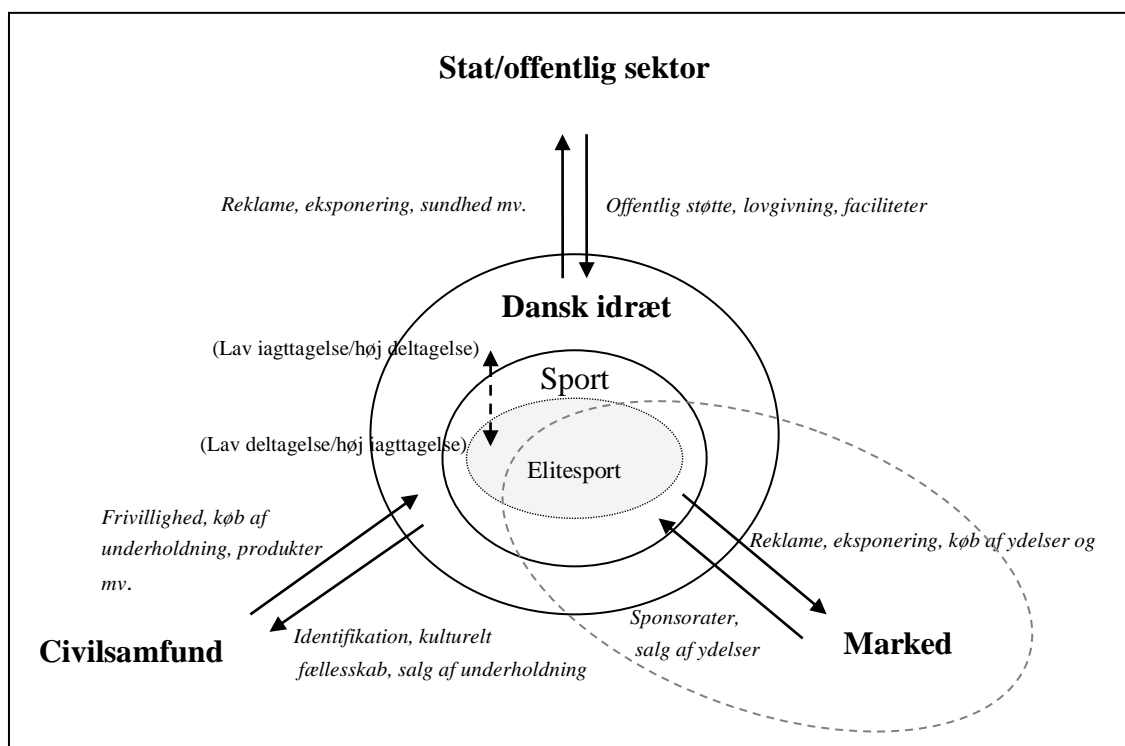 Stat/offentlig sektor
Reklame, eksponering, sundhed mv.
Offentlig støtte, lovgivning, faciliteter
Dansk idræt
(Lav iagttagelse/høj deltagelse)
Sport
(Lav deltagelse/høj iagttagelse)
Elitesport
Frivillighed, køb af
underholdning, produkter
mv.
Reklame, eksponering, køb af ydelser og
Sponsorater,
salg af ydelser
Identifikation, kulturelt
fællesskab, salg af underholdning
Civilsamfund
Marked